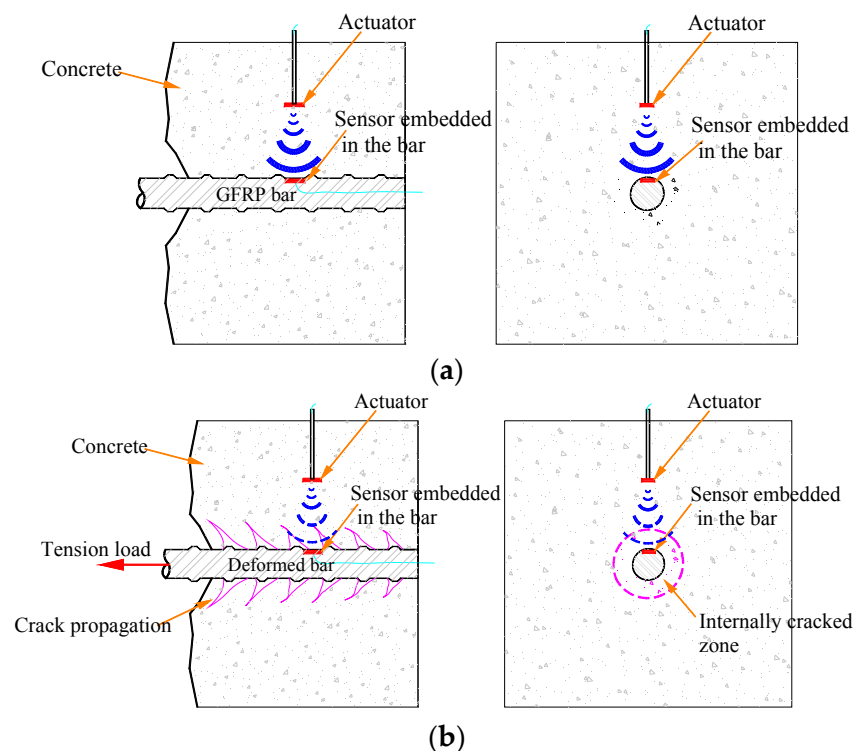 Actuator
Concrete
Sensor embedded
in the bar
GFRP bar
Actuator
Sensor embedded
in the bar
(a)
Actuator
Concrete
Sensor embedded
in the bar
Tension load
Deformed bar
Crack propagation
Actuator
Sensor embedded
in the bar
Internally cracked
zone
(b)